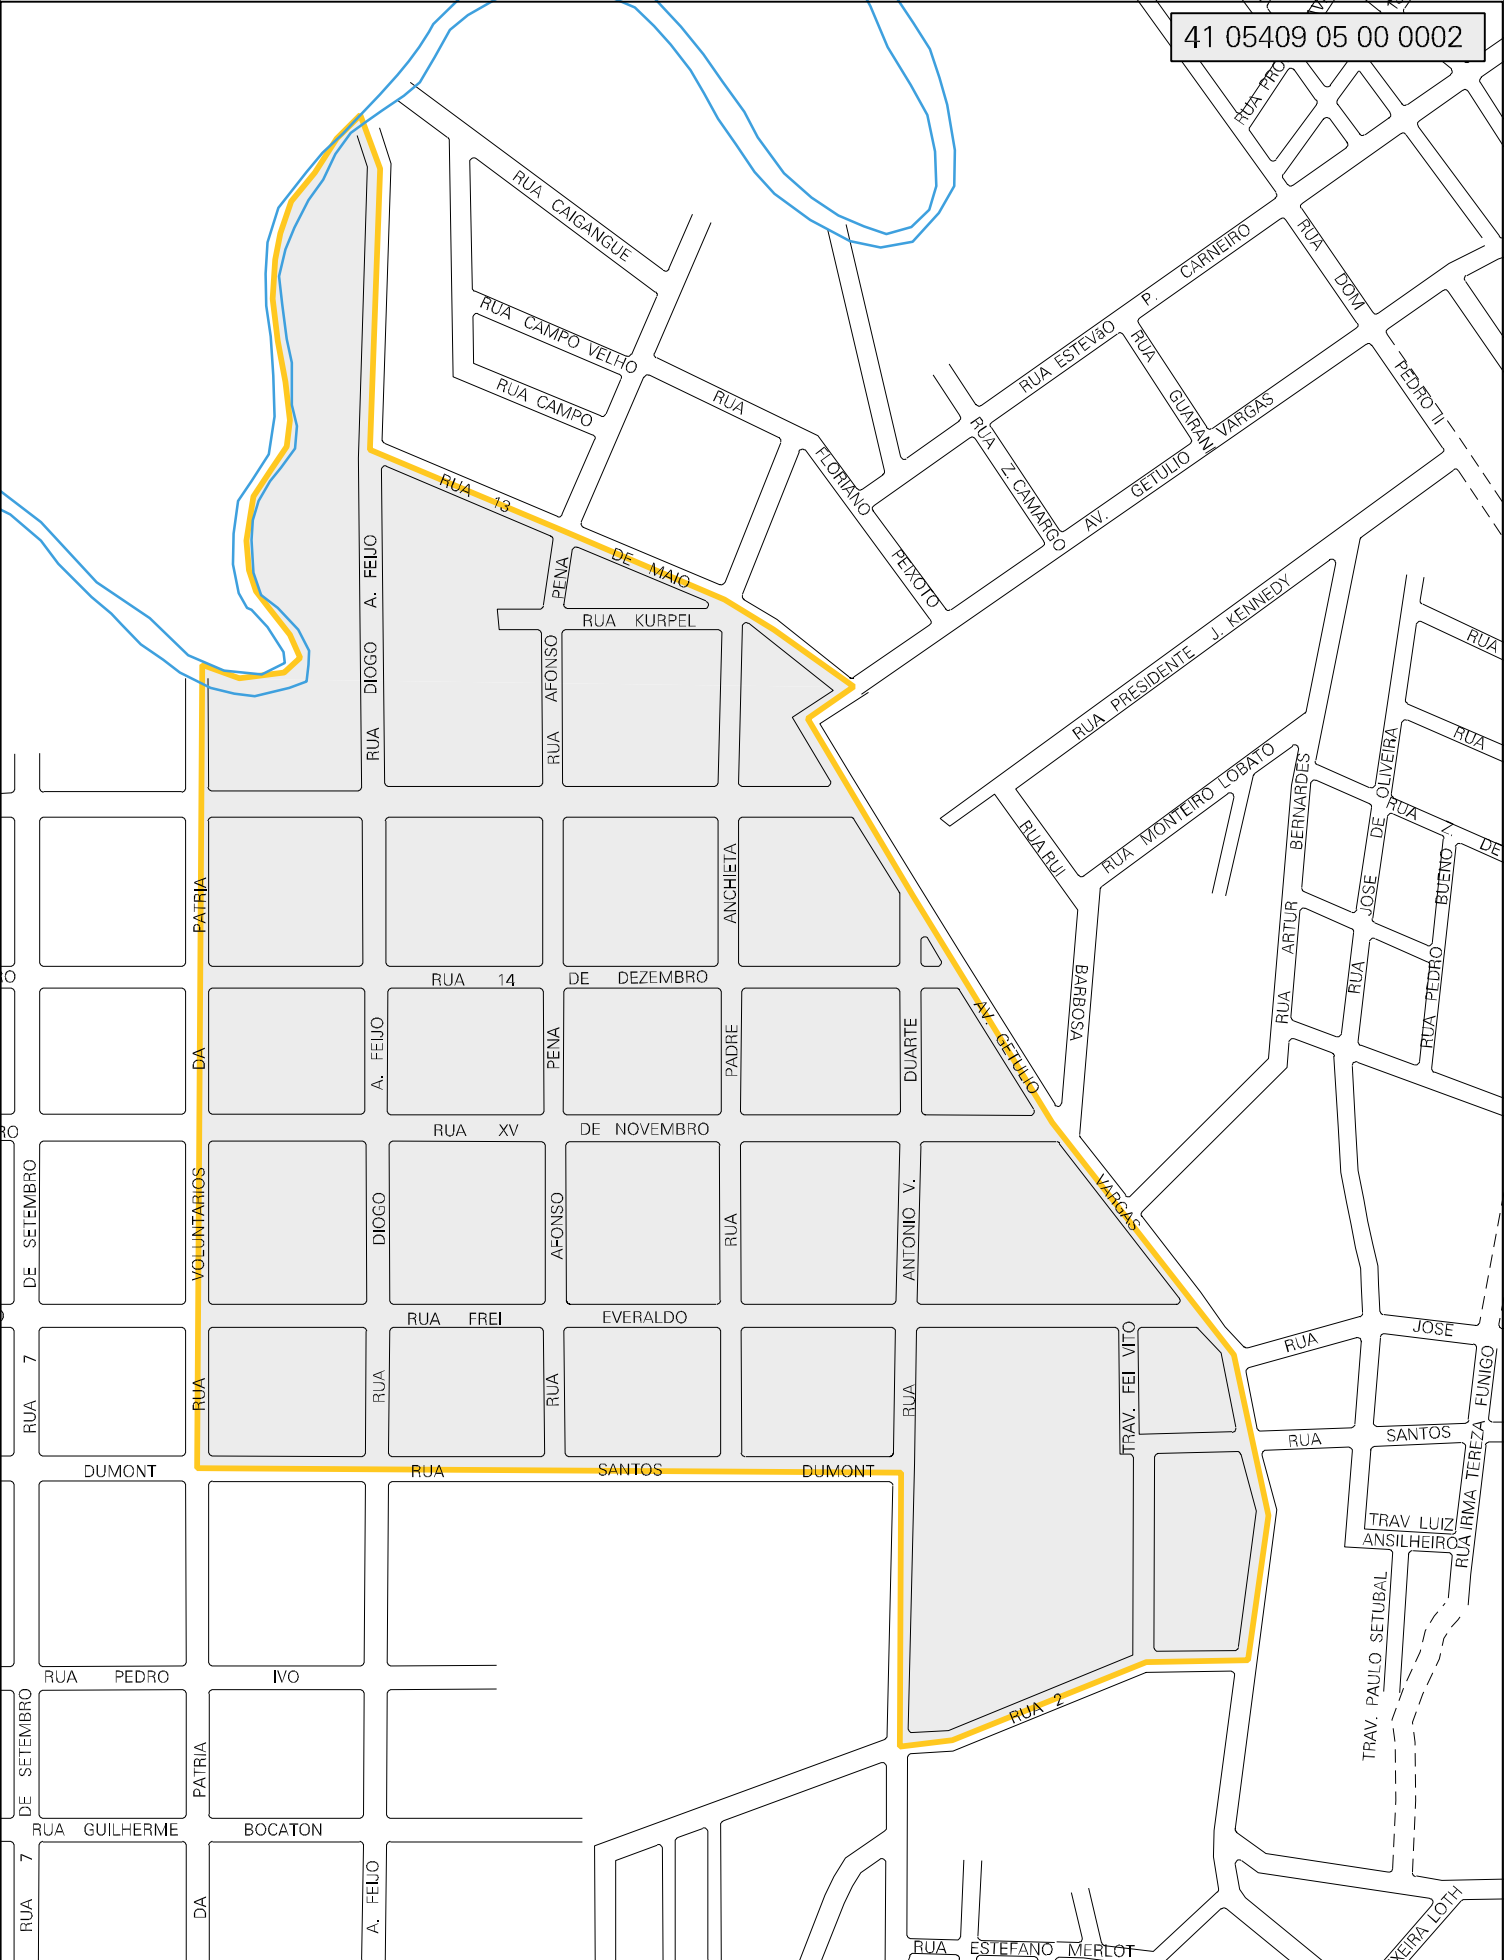 41 05409 05 00 0002
RUA PRO
RUA CAIGANGUE
RUA CAMPO VELHO
RUA CAMPO
RUA FLORIANO PEIXOTO
RUA ESTEVãO P. CARNEIRO
RUA DOM PEDRO II
RUA GUARANI
RUA Z. CAMARGO
AV. GETULIO VARGAS
RUA 13 DE MAIO
RUA KURPEL
RUA DIOGO A. FEIJO
RUA AFONSO PENA
RUA PRESIDENTE J. KENNEDY
RUA MONTEIRO LOBATO
RUA RUI BARBOSA
RUA ARTUR BERNARDES
RUA JOSE DE OLIVEIRA
RUA
RUA
RUA Z. DE
RUA PEDRO BUENO
RUA VOLUNTARIOS DA PATRIA
RUA PADRE ANCHIETA
RUA 14 DE DEZEMBRO
RO
RUA DIOGO A. FEIJO
RUA AFONSO PENA
RUA ANTONIO V. DUARTE
AV. GETULIO VARGAS
RUA XV DE NOVEMBRO
RO
RUA 7 DE SETEMBRO
RUA FREI EVERALDO
TRAV. FEI VITO
RUA JOSE
RUA SANTOS
RUA IRMA TEREZA FUNIGO
DUMONT
RUA SANTOS DUMONT
TRAV LUIZ
ANSILHEIRO
TRAV. PAULO SETUBAL
RUA PEDRO IVO
RUA 2
RUA 7 DE SETEMBRO
DA PATRIA
RUA GUILHERME BOCATON
A. FEIJO
RUA ESTEFANO MERLOT
XEIRA LOTH